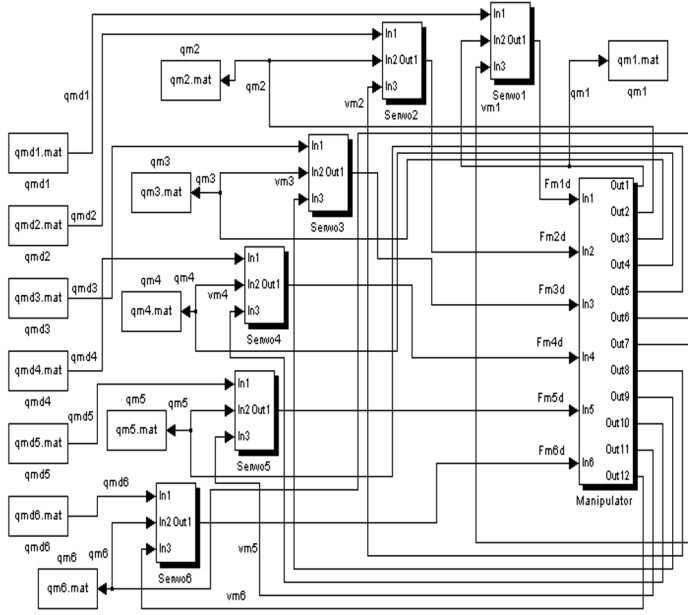 In1
In2 Out1
In3
Servo1
qm1.mat
qm1
qm1
vm1
In1
In2 Out1
In3
Servo2
qm2
qm2.mat
qm2
vm2
qmd1
qmd1.mat
qmd1
In1
In2 Out1
In3
Servo3
qm3
qm3.mat
qm3
vm3
qmd2.mat
qmd2
qmd2
In1
In2 Out1
In3
Servo4
qm4
qm4.mat
qm4
vm4
qmd3.mat
qmd3
qmd3
qmd4.mat
qmd4
qmd4
In1
In2 Out1
In3
Servo5
qm5
qm5.mat
qm5
qmd5.mat
qmd5
qmd5
In1
In2 Out1
In3
Servo6
qmd6.mat
qmd6
qmd6
qm6
qm6
qm6.mat
vm5
vm6
Fm1d
Fm2d
Fm3d
Fm4d
Fm5d
Fm6d
In1
In2
In3
In4
In5
In6
Out1
Out2
Out3
Out4
Out5
Out6
Out7
Out8
Out9
Out10
Out11
Out12
Manipulator